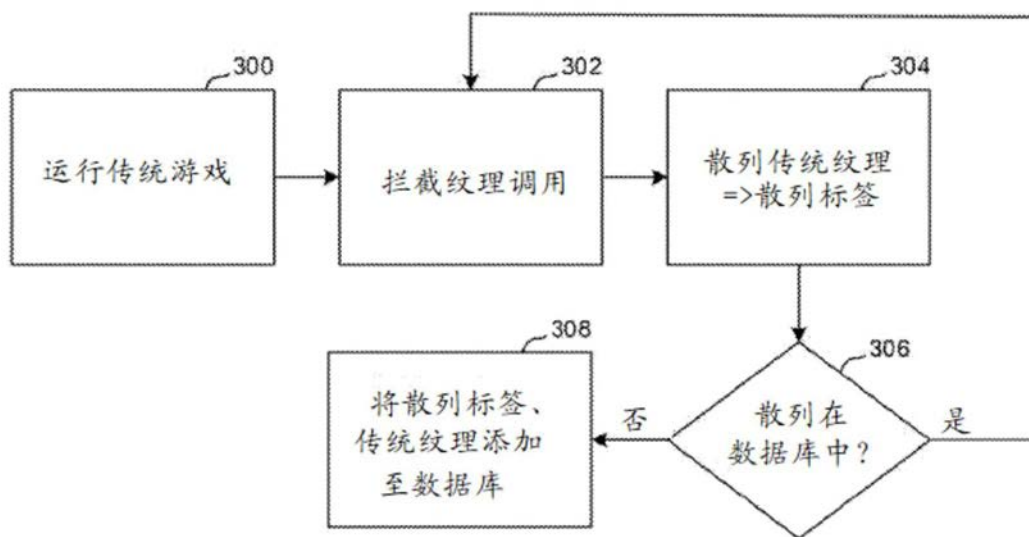 300
运行传统游戏
302
拦截纹理调用
304
散列传统纹理
=>散列标签
306
散列在
数据库中?
是
否
308
将散列标签、
传统纹理添加
至数据库